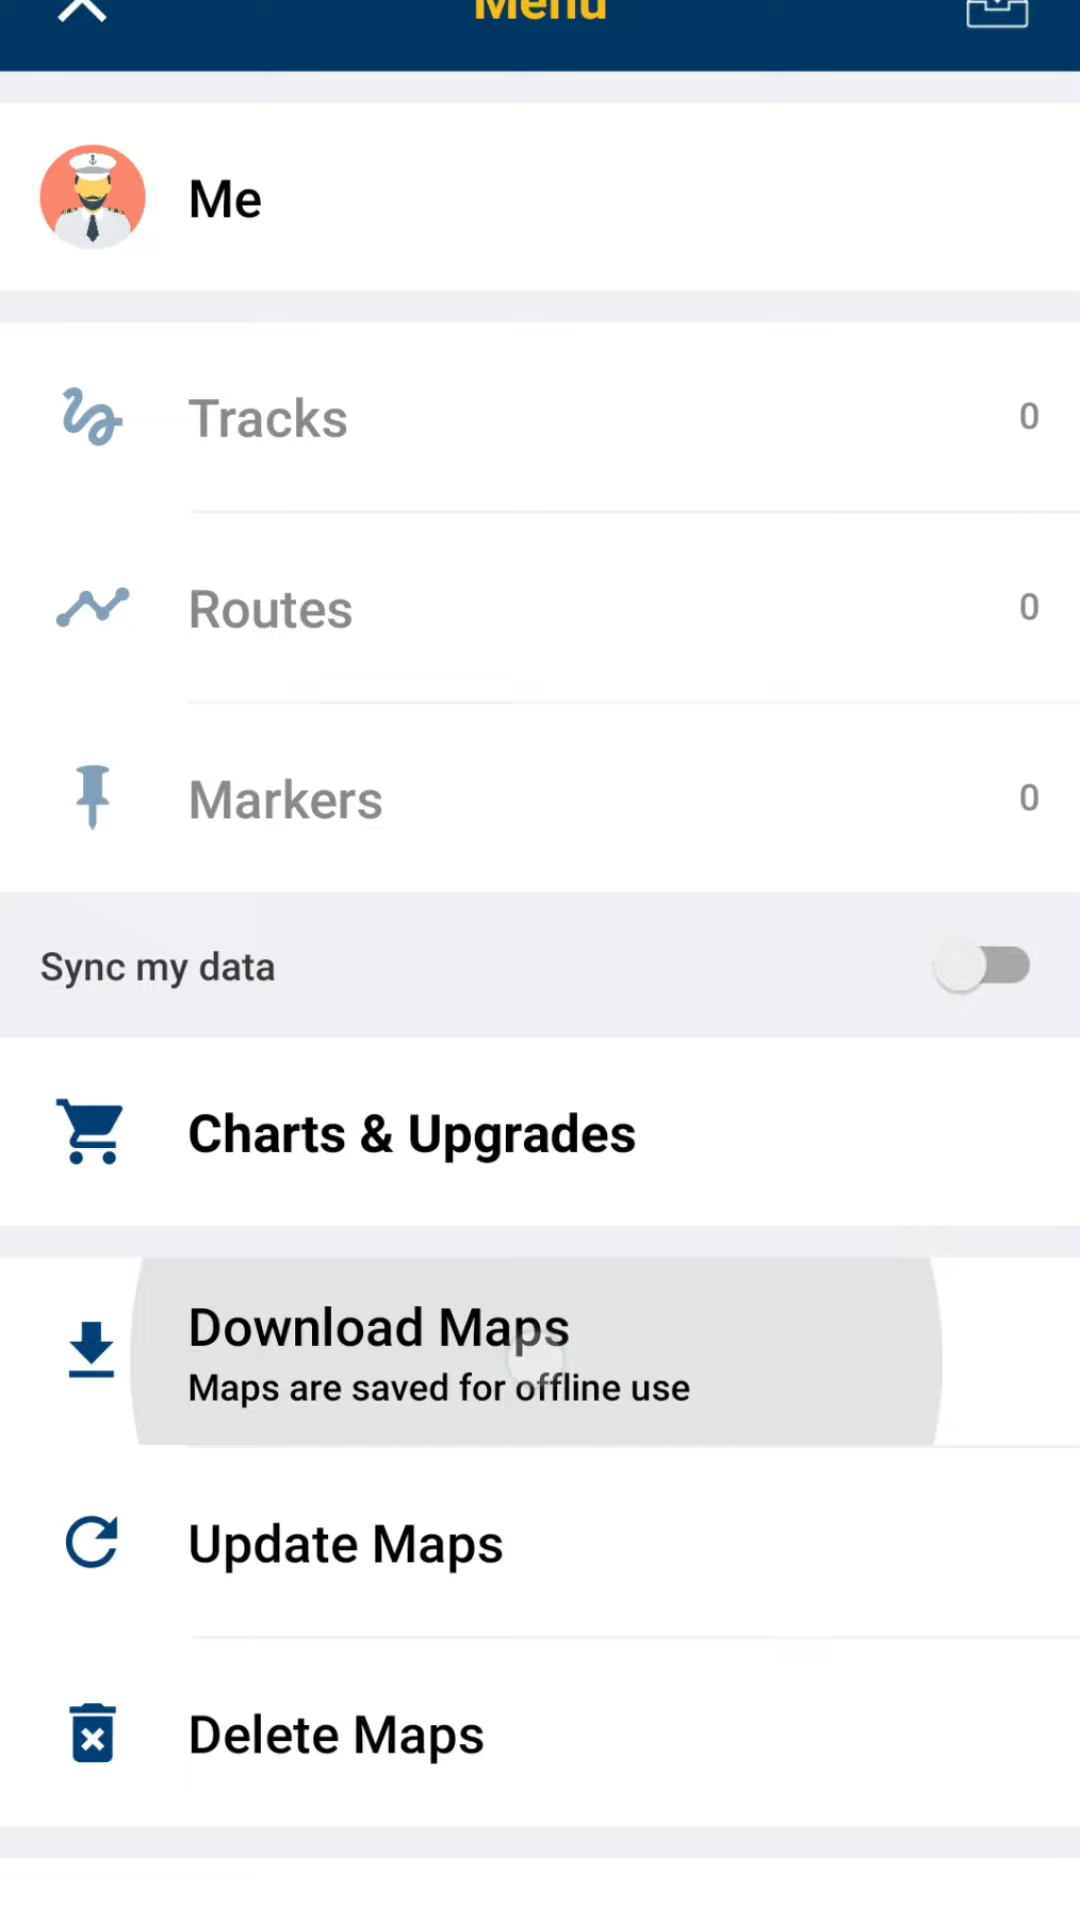 Menu
Me
Tracks
0
Routes
0
Markers
0
Sync my data
Charts & Upgrades
Download Maps
Maps are saved for offline use
Update Maps
Delete Maps